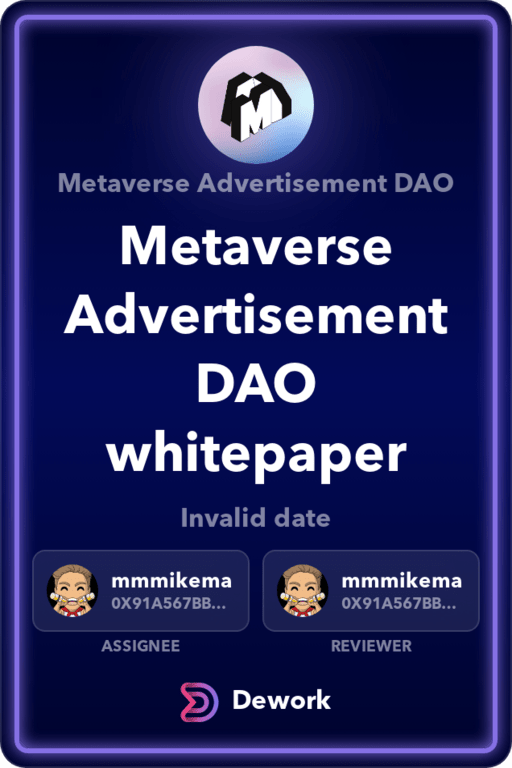 M
Metaverse Advertisement DAO
Metaverse
Advertisement
DAO
whitepaper
Invalid date
mmmikema
0X91A567BB...
mmmikema
0X91A567BB...
ASSIGNEE
REVIEWER
Dework